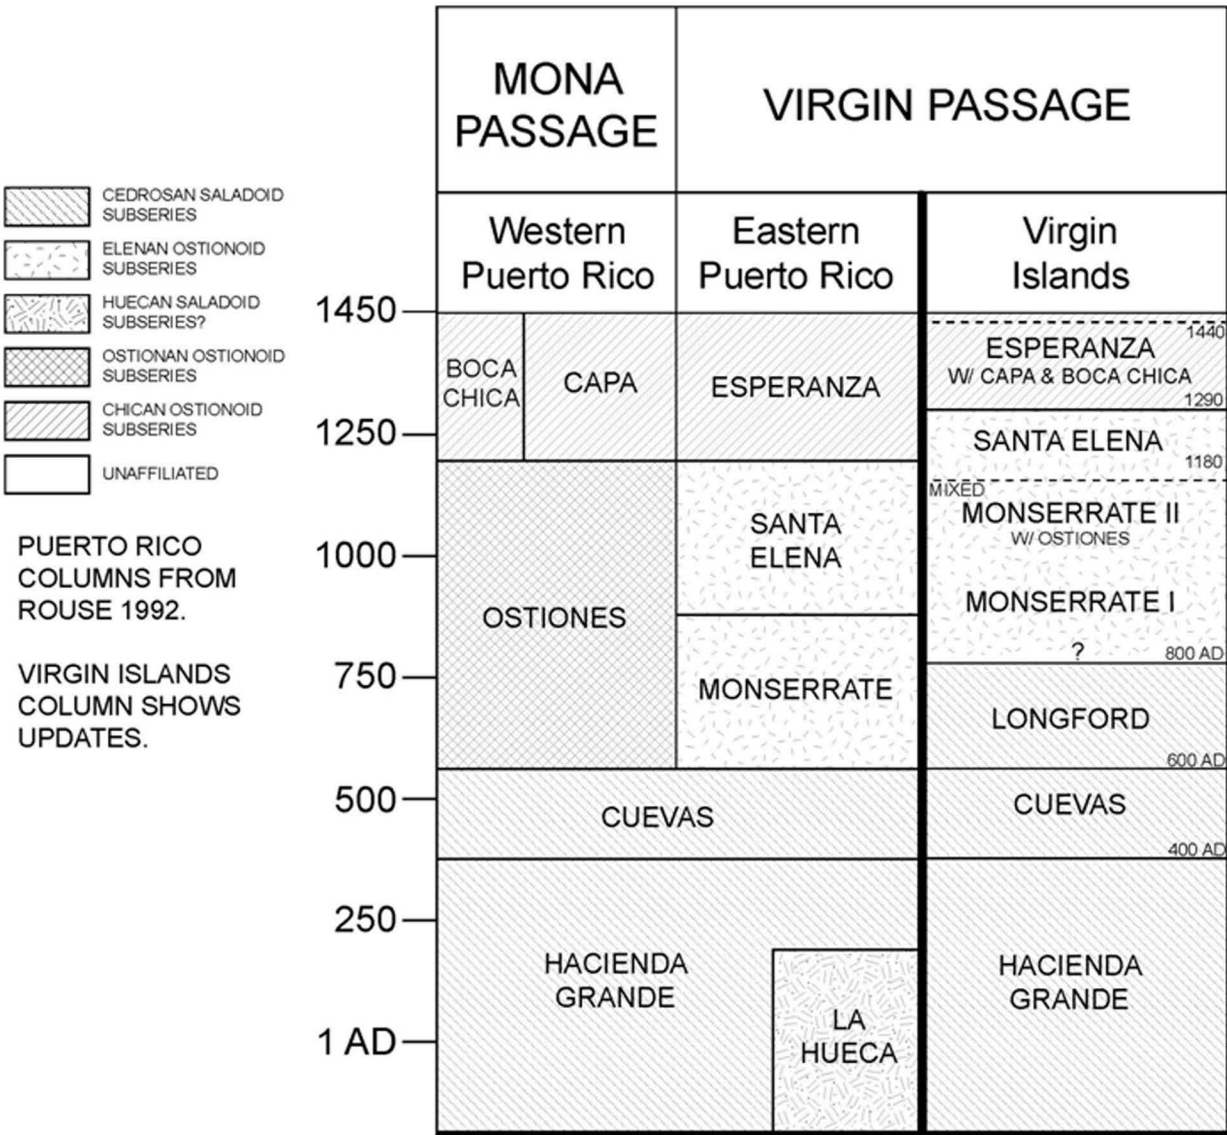 MONA
PASSAGE
VIRGIN PASSAGE
Western
Puerto Rico
Eastern
Puerto Rico
Virgin
Islands
CEDROSAN SALADOID
SUBSERIES
ELENAN OSTIONOID
SUBSERIES
HUECAN SALADOID
SUBSERIES?
OSTIONAN OSTIONOID
SUBSERIES
CHICAN OSTIONOID
SUBSERIES
UNAFFILIATED
PUERTO RICO
COLUMNS FROM
ROUSE 1992.
VIRGIN ISLANDS
COLUMN SHOWS
UPDATES.
1450
1250
1000
750
500
250
1 AD
BOCA
CHICA
CAPA
OSTIONES
ESPERANZA
SANTA
ELENA
MONSERRATE
CUEVAS
HACIENDA
GRANDE
LA
HUECA
1440
ESPERANZA
W/ CAPA & BOCA CHICA
1290
SANTA ELENA
1180
MIXED
MONSERRATE II
W/ OSTIONES
MONSERRATE I
?
800 AD
LONGFORD
600 AD
CUEVAS
400 AD
HACIENDA
GRANDE